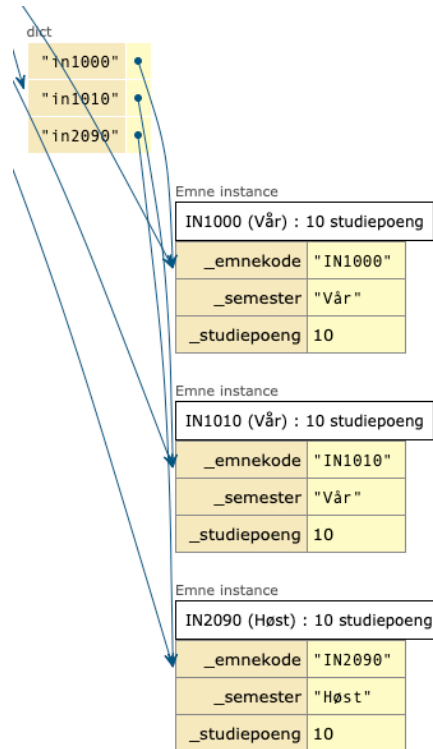 dict
"in1000"
"in1010"
"in2090"
Emne instance
IN1000 (Vår) : 10 studiepoeng
_emnekode "IN1000"
_semester "Vår"
_studiepoeng 10
Emne instance
IN1010 (Vår) : 10 studiepoeng
_emnekode "IN1010"
_semester "Vår"
_studiepoeng 10
Emne instance
IN2090 (Høst) : 10 studiepoeng
_emnekode "IN2090"
_semester "Høst"
_studiepoeng 10